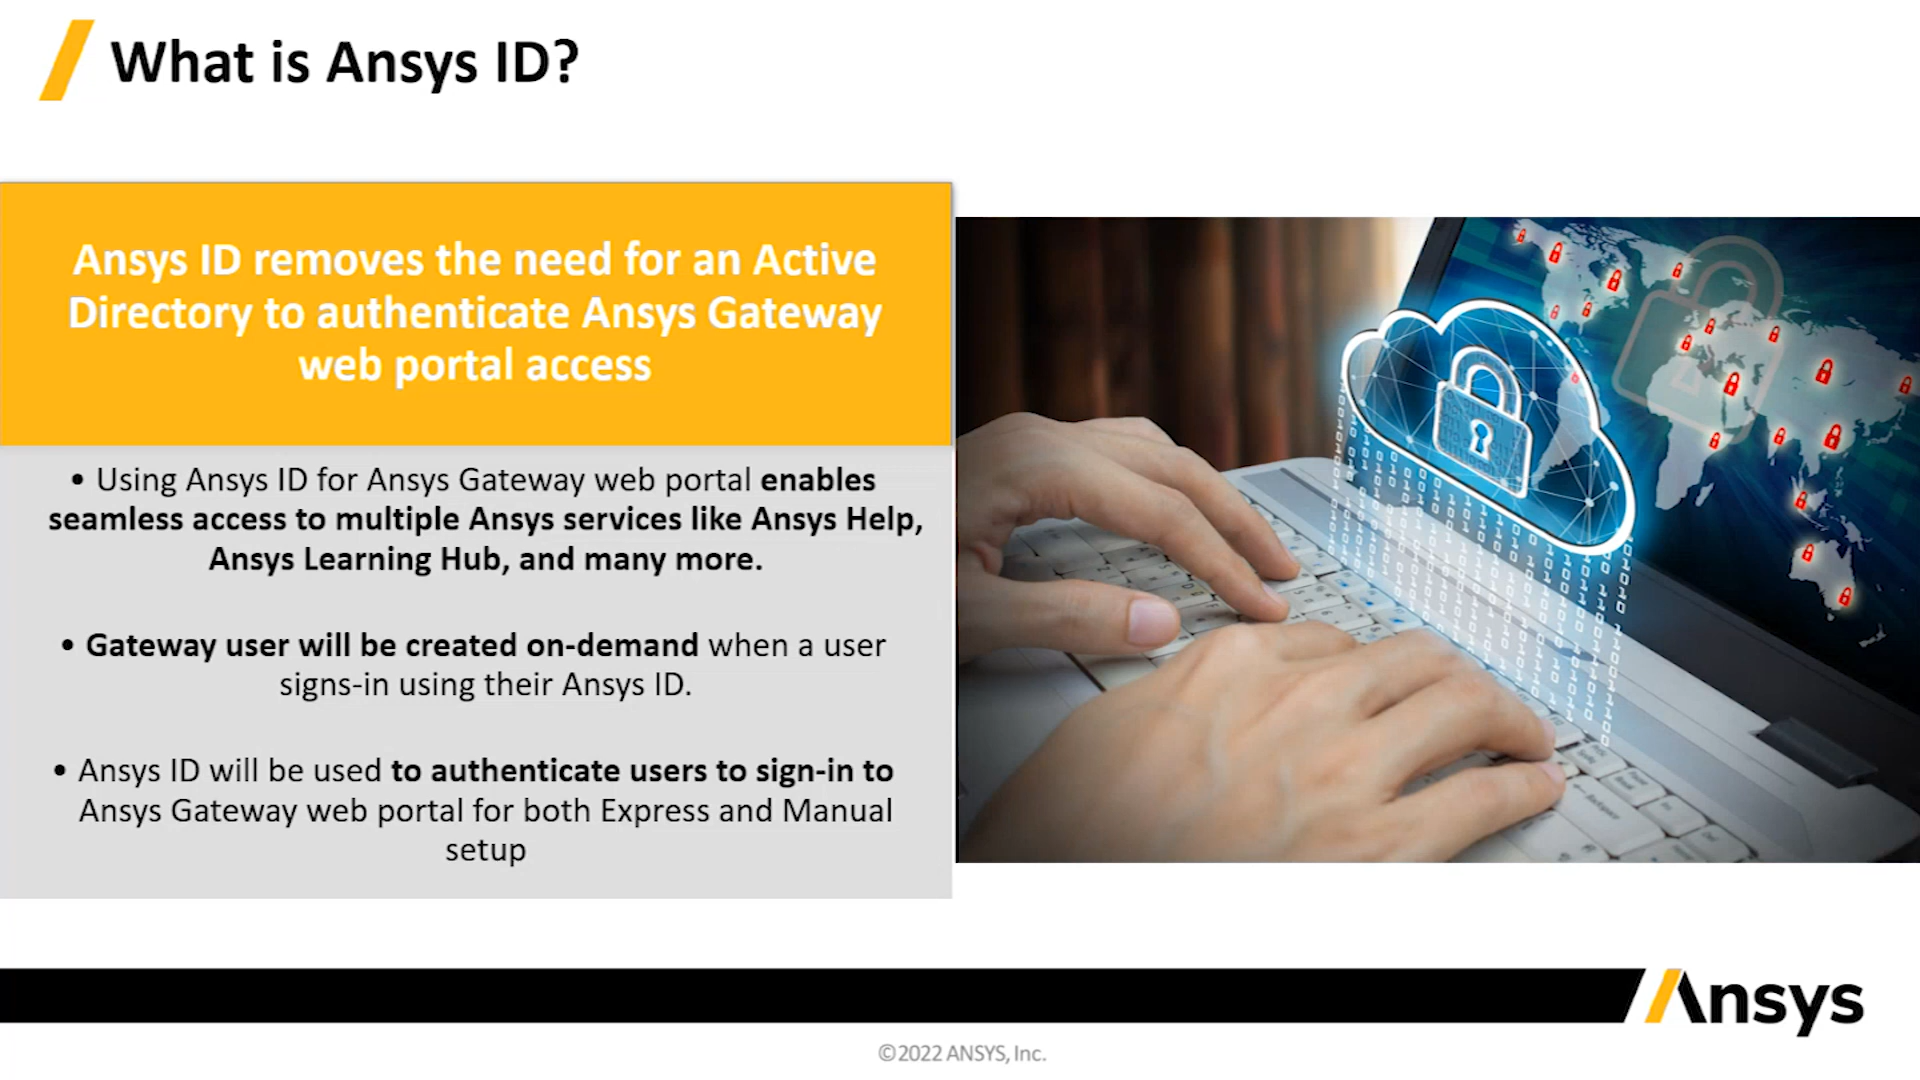 What is Ansys ID?
Ansys ID removes the need for an Active
Directory to authenticate Ansys Gateway
web portal access
• Using Ansys ID for Ansys Gateway web portal enables
seamless access to multiple Ansys services like Ansys Help,
Ansys Learning Hub, and many more.
• Gateway user will be created on-demand when a user
signs-in using their Ansys ID.
• Ansys ID will be used to authenticate users to sign-in to
Ansys Gateway web portal for both Express and Manual
setup
Ansys
©2022 ANSYS, Inc.